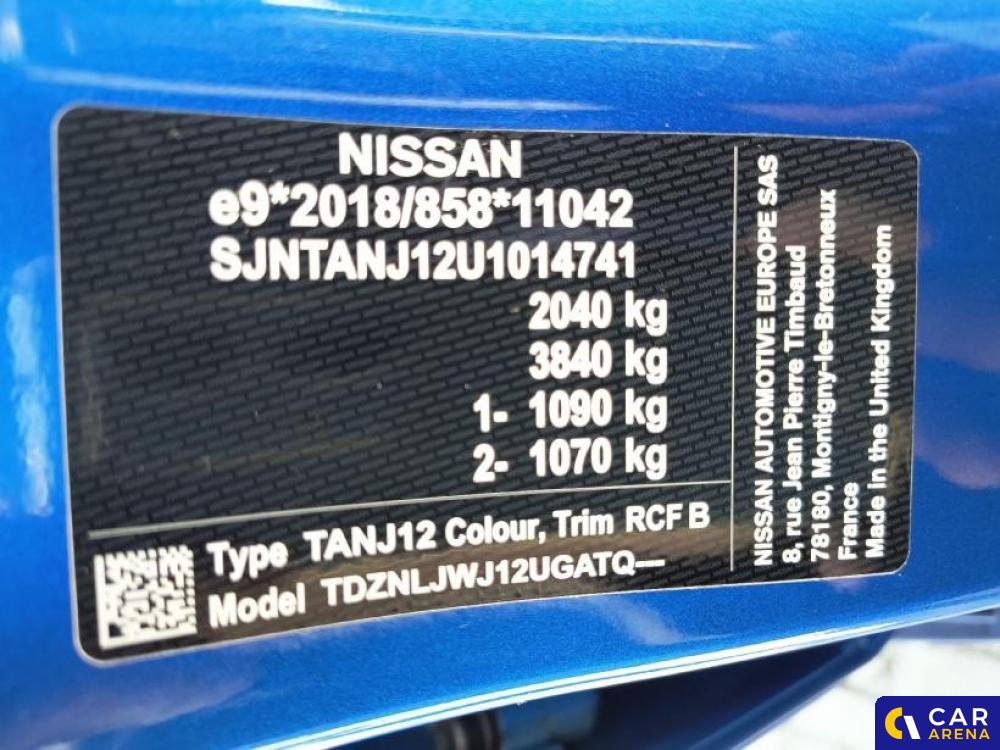 NISSAN
e9*2018/858*11042
SJNTANJ12U1014741
2040 kg
3840 kg
1- 1090 kg
2- 1070 kg
Type TANJ12 Colour, Trim RCF B
Model TDZNLJWJ12UGATQ---
NISSAN AUTOMOTIVE EUROPE SAS
8, rue Jean Pierre Timbaud
78180, Montigny-le-Bretonneux
France
Made in the United Kingdom
CAR
ARENA